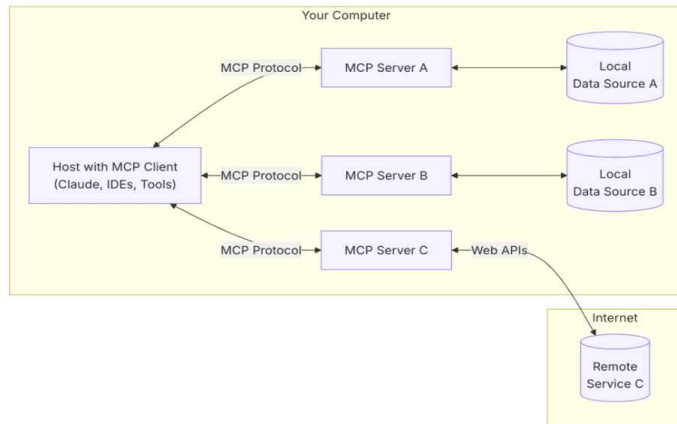 Your Computer
MCP Protocol
MCP Server A
Local
Data Source A
Host with MCP Client
(Claude, IDEs, Tools)
MCP Protocol
MCP Server B
Local
Data Source B
MCP Protocol
MCP Server C
Web APIs
Internet
Remote
Service C